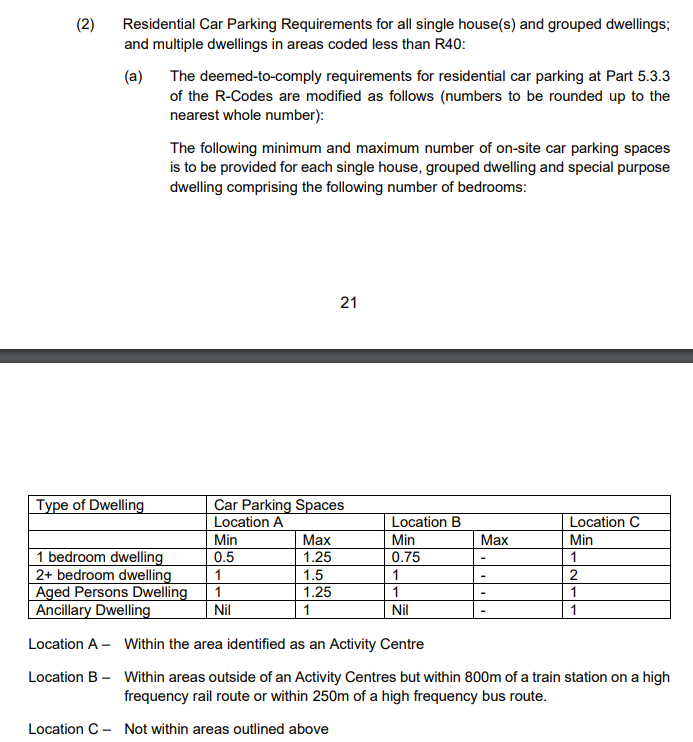 (2) Residential Car Parking Requirements for all single house(s) and grouped dwellings;
and multiple dwellings in areas coded less than R40:
(a) The deemed-to-comply requirements for residential car parking at Part 5.3.3
of the R-Codes are modified as follows (numbers to be rounded up to the
nearest whole number):
The following minimum and maximum number of on-site car parking spaces
is to be provided for each single house, grouped dwelling and special purpose
dwelling comprising the following number of bedrooms:
21
Type of Dwelling Car Parking Spaces
Location A Location B Location C
Min Max Min Max Min
1 bedroom dwelling 0.5 1.25 0.75 - 1
2+ bedroom dwelling 1 1.5 1 - 2
Aged Persons Dwelling 1 1.25 1 - 1
Ancillary Dwelling Nil 1 Nil - 1
Location A – Within the area identified as an Activity Centre
Location B – Within areas outside of an Activity Centres but within 800m of a train station on a high
frequency rail route or within 250m of a high frequency bus route.
Location C – Not within areas outlined above